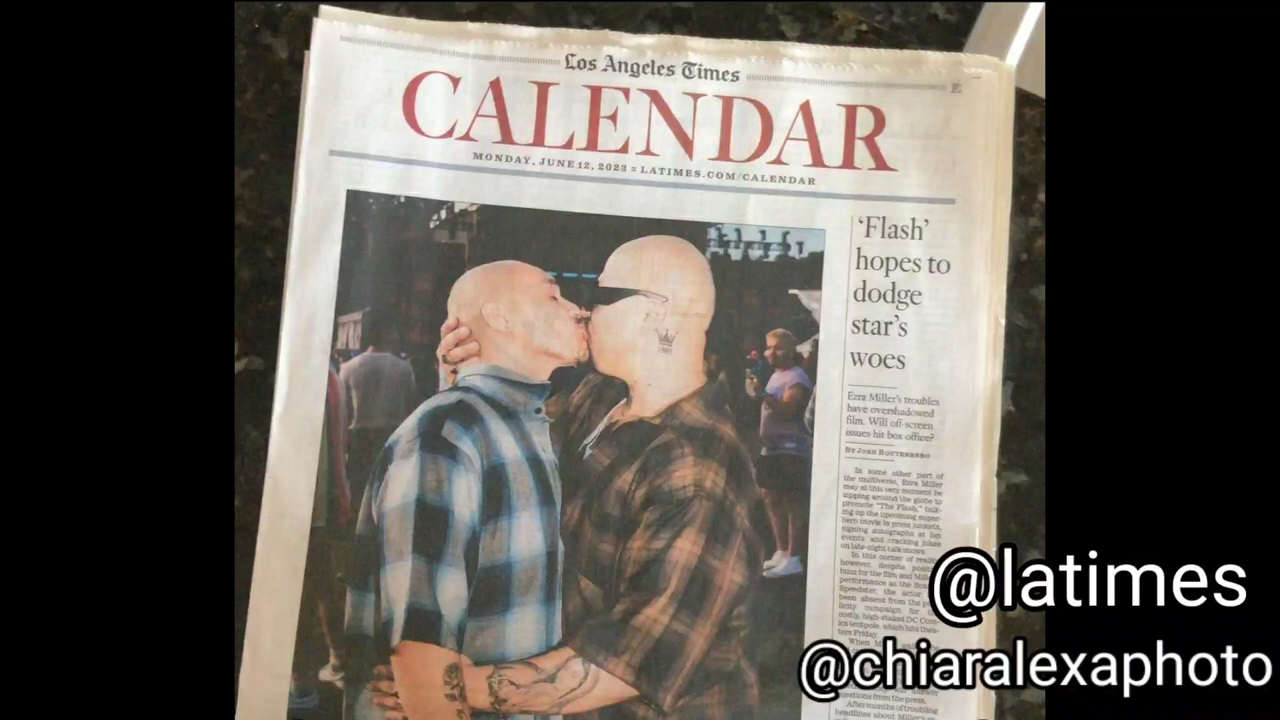 Los Angeles Times
E
CALENDAR
MONDAY, JUNE 12, 2023 :: LATIMES.COM/CALENDAR
‘Flash’
hopes to
dodge
star’s
woes
Ezra Miller’s troubles
have overshadowed
film. Will off-screen
issues hit box office?
BY JOSH ROTTENBERG
In some other part of
the multiverse, Ezra Miller
may at this very moment be
zipping around the globe to
promote “The Flash,” talk-
ing up the upcoming super-
hero movie in press junkets,
signing autographs at fan
events and cracking jokes
on late-night talk shows.
In this corner of
however, despite
buzz for the film and
performance as the
Speedster, the actor
been absent from the
licity campaign for
costly, high-stakes DC Com-
ics tentpole, which hits thea-
ters Friday.
When
questions from the press.
After months of troubling
headlines about Miller’s
@latimes
@chiaralexaphoto